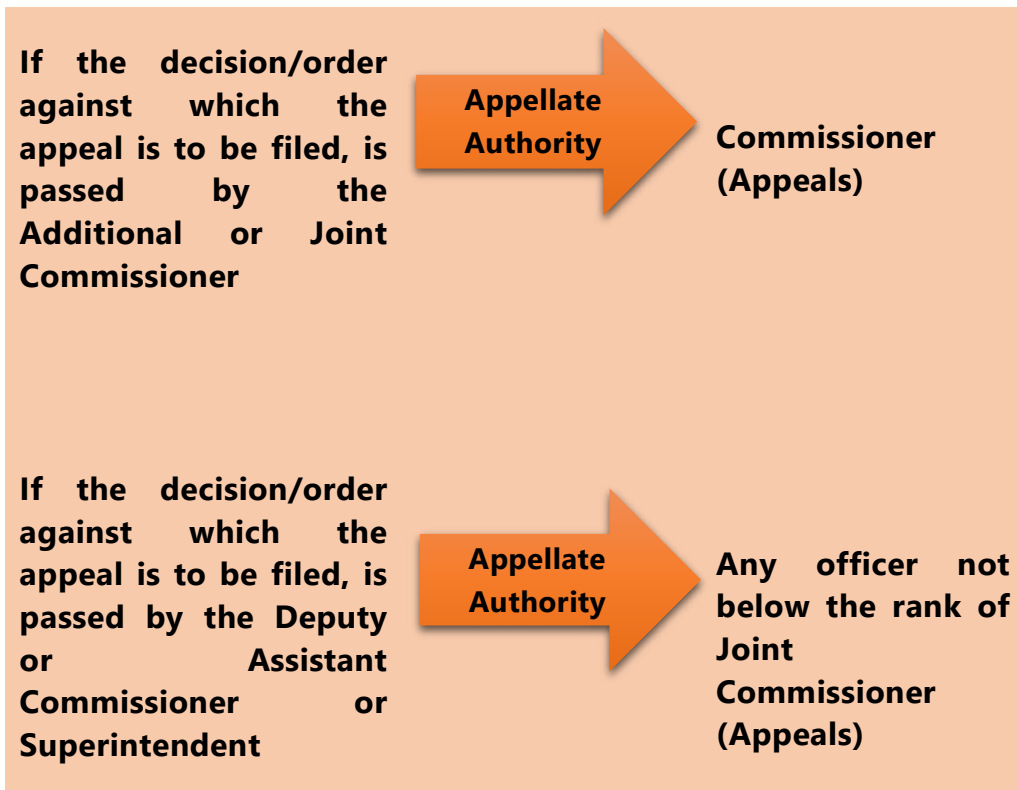 If the decision/order
against which the
appeal is to be filed, is
passed by the
Additional or Joint
Commissioner
Appellate
Authority
Commissioner
(Appeals)
If the decision/order
against which the
appeal is to be filed, is
passed by the Deputy
or Assistant
Commissioner or
Superintendent
Appellate
Authority
Any officer not
below the rank of
Joint
Commissioner
(Appeals)